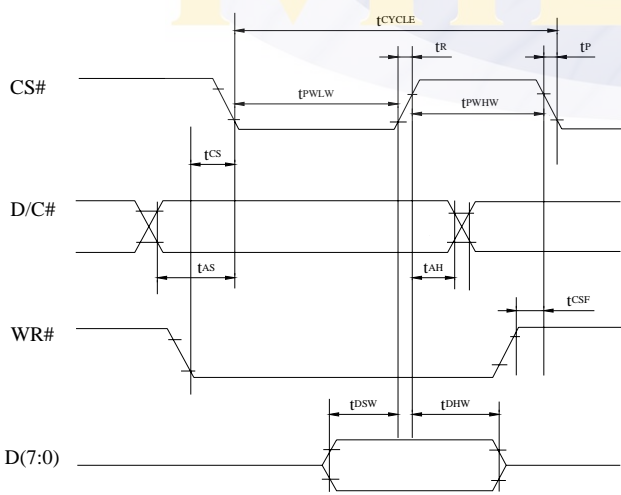 tCYCLE
tR
tP
CS#
tPWLW
tPWHW
tCS
D/C#
tAS
tAH
tCSF
WR#
tDSW
tDHW
D(7:0)